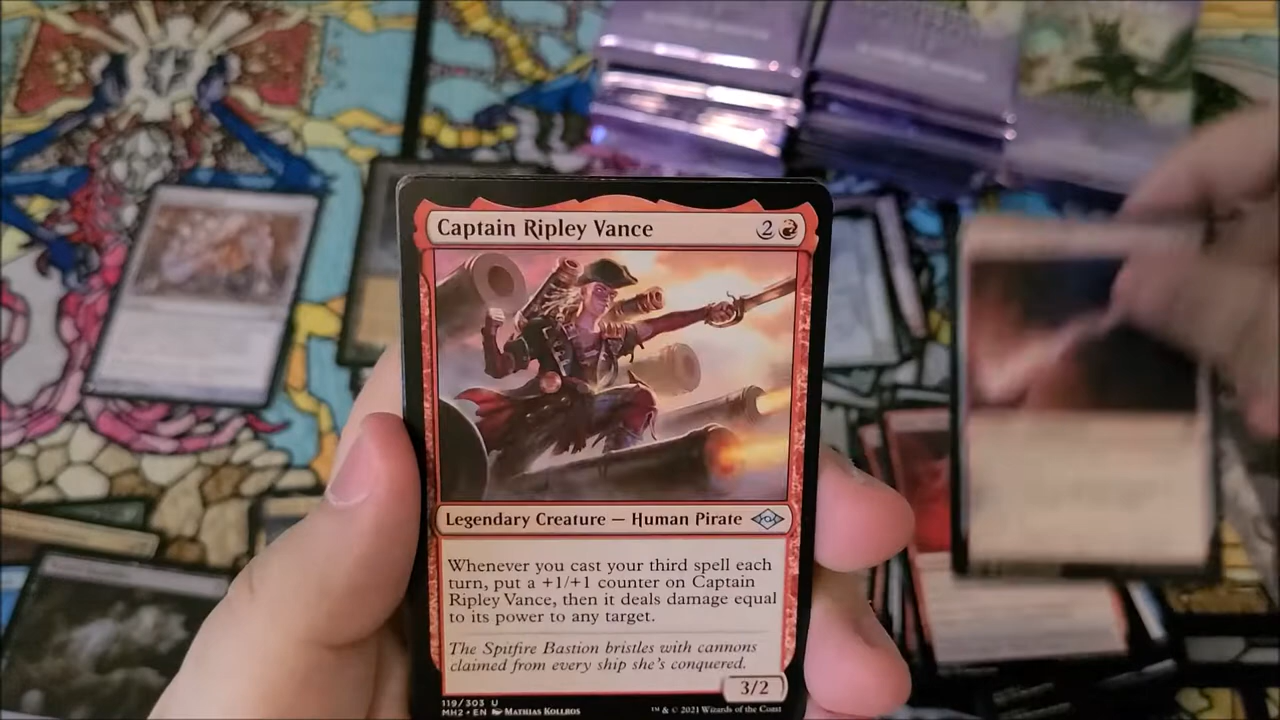 Captain Ripley Vance 2
Legendary Creature — Human Pirate
Whenever you cast your third spell each
turn, put a +1/+1 counter on Captain
Ripley Vance, then it deals damage equal
to its power to any target.
The Spitfire Bastion bristles with cannons
claimed from every ship she's conquered.
3/2
119/303 U
MH2 • EN Mathias Kollros
™ & © 2021 Wizards of the Coast